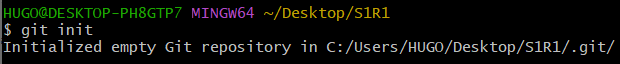 HUGO@DESKTOP-PH8GTP7 MINGW64 ~/Desktop/S1R1
$ git init
Initialized empty Git repository in C:/Users/HUGO/Desktop/S1R1/.git/